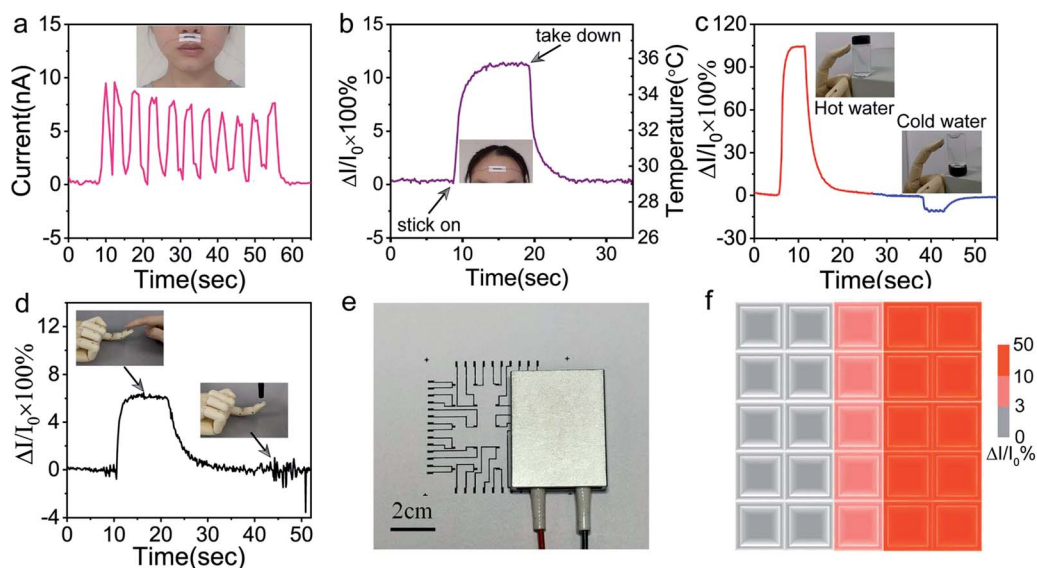 a
15
10
5
0
-5
Current(nA)
0 10 20 30 40 50 60
Time(sec)
b
15
10
5
0
-5
ΔI/I₀×100%
take down
stick on
36
34
32
30
28
26
Temperature(°C)
0 10 20 30
Time(sec)
c
120
90
60
30
0
-30
ΔI/I₀×100%
Hot water
Cold water
0 10 20 30 40 50 60
Time(sec)
d
12
8
4
0
-4
ΔI/I₀×100%
0 10 20 30 40 50
Time(sec)
e
2cm
f
50
10
3
0
ΔI/I₀%